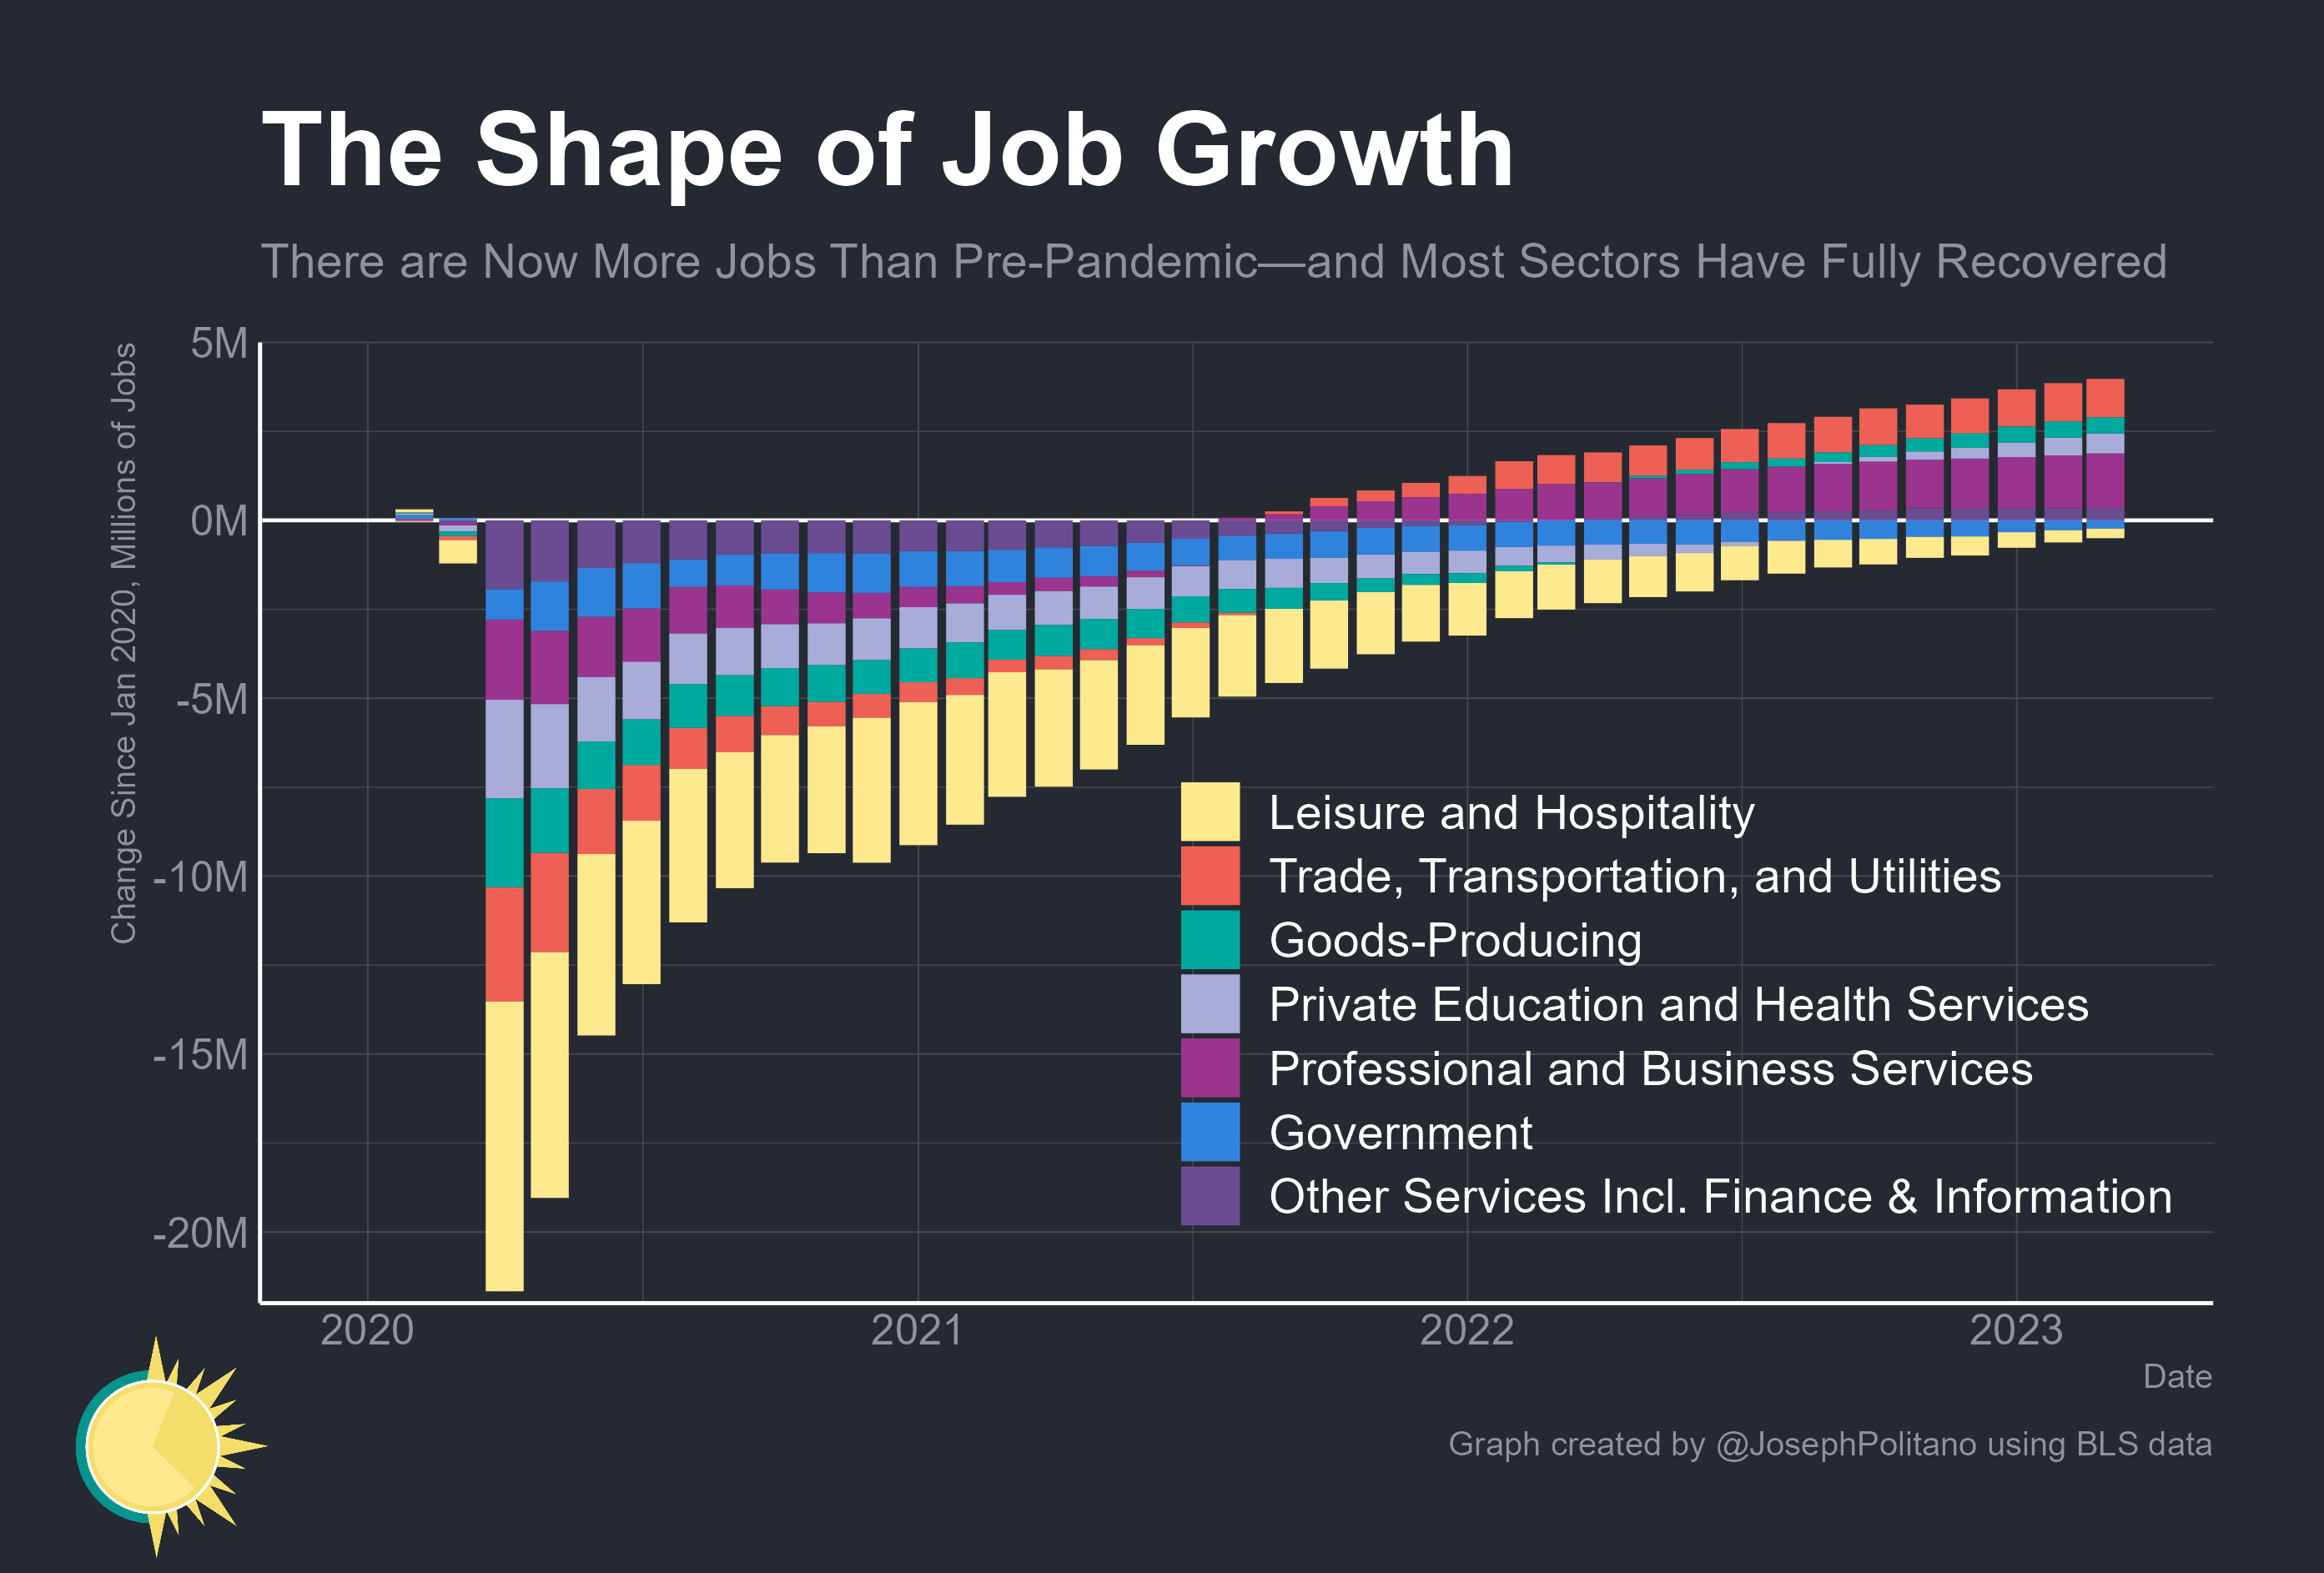 The Shape of Job Growth
There are Now More Jobs Than Pre-Pandemic—and Most Sectors Have Fully Recovered
Change Since Jan 2020, Millions of Jobs
5M
0M
-5M
-10M
-15M
-20M
Leisure and Hospitality
Trade, Transportation, and Utilities
Goods-Producing
Private Education and Health Services
Professional and Business Services
Government
Other Services Incl. Finance & Information
2020 2021 2022 2023
Date
Graph created by @JosephPolitano using BLS data